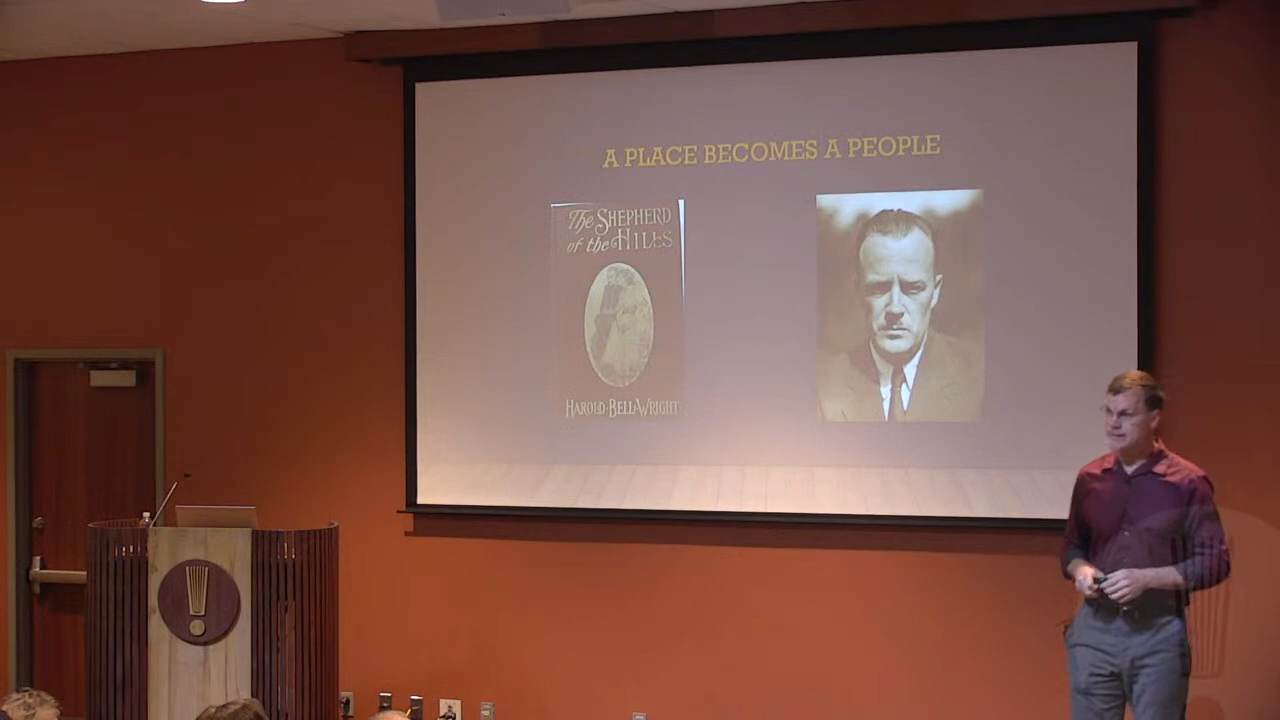 A PLACE BECOMES A PEOPLE
The SHEPHERD
of the HILLS
HAROLD·BELL·WRIGHT